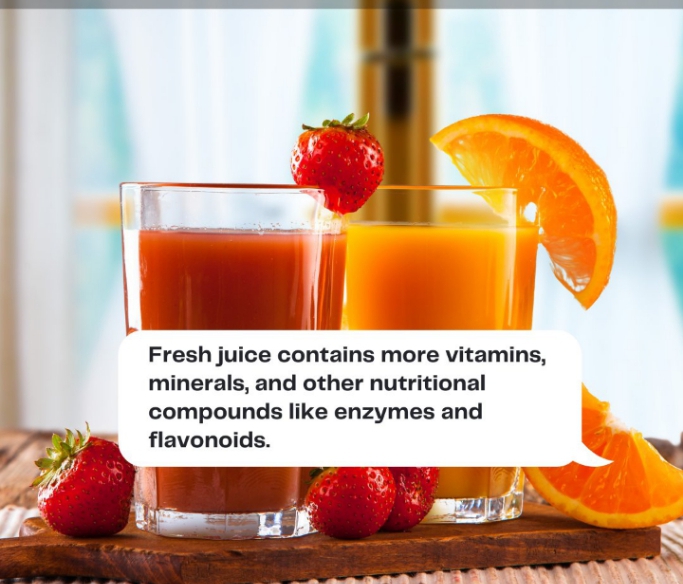 Fresh juice contains more vitamins,
minerals, and other nutritional
compounds like enzymes and
flavonoids.